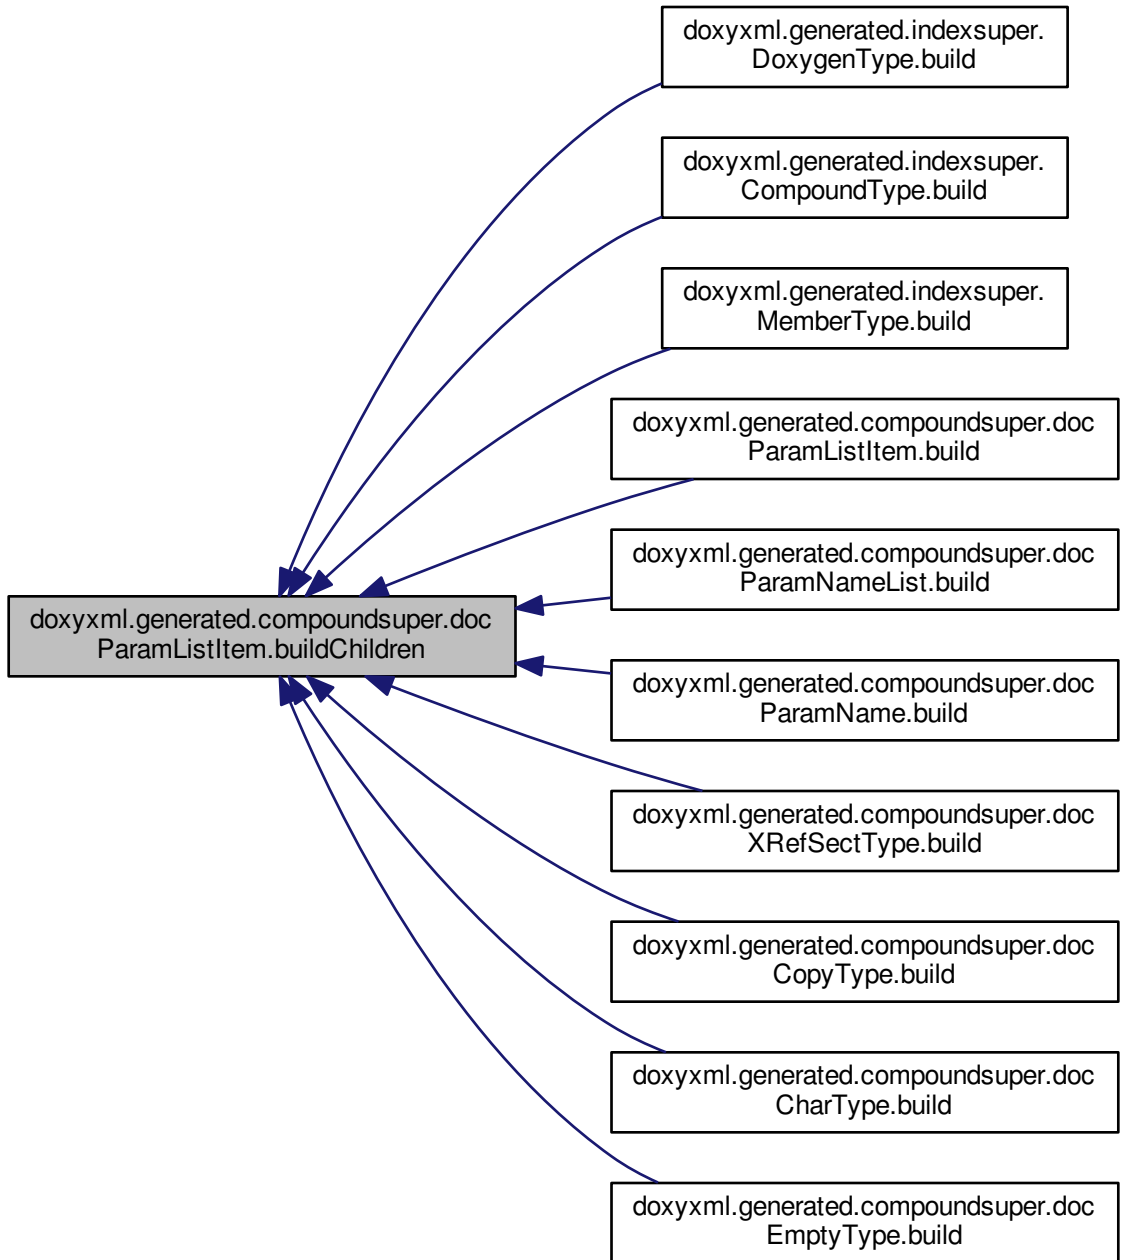 doxyxml.generated.indexsuper.
DoxygenType.build
doxyxml.generated.indexsuper.
CompoundType.build
doxyxml.generated.indexsuper.
MemberType.build
doxyxml.generated.compoundsuper.doc
ParamListItem.build
doxyxml.generated.compoundsuper.doc
ParamNameList.build
doxyxml.generated.compoundsuper.doc
ParamListItem.buildChildren
doxyxml.generated.compoundsuper.doc
ParamName.build
doxyxml.generated.compoundsuper.doc
XRefSectType.build
doxyxml.generated.compoundsuper.doc
CopyType.build
doxyxml.generated.compoundsuper.doc
CharType.build
doxyxml.generated.compoundsuper.doc
EmptyType.build